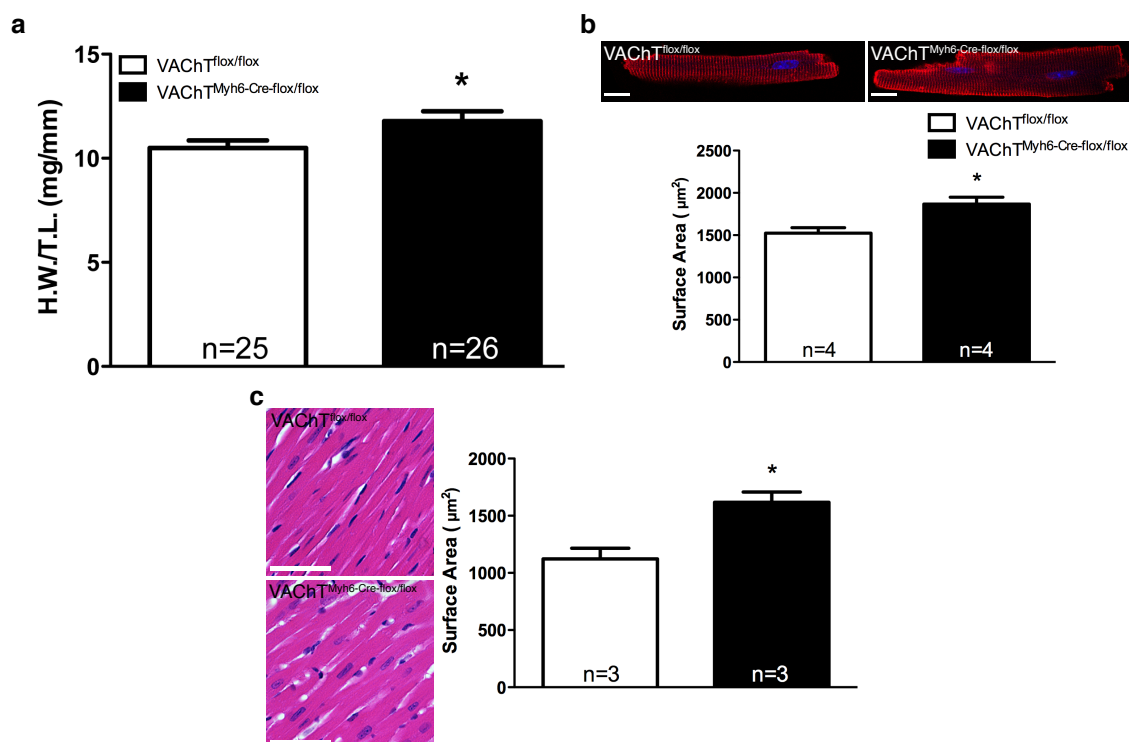 a
15
10
5
0
H.W./T.L. (mg/mm)
VAChTflox/flox
VAChTMyh6-Cre-flox/flox
*
n=25
n=26
b
VAChTflox/flox
VAChTMyh6-Cre-flox/flox
VAChTflox/flox
VAChTMyh6-Cre-flox/flox
2500
2000
1500
1000
500
0
Surface Area ( µm²)
*
n=4
n=4
c
VAChTflox/flox
VAChTMyh6-Cre-flox/flox
2000
1500
1000
500
0
Surface Area ( µm²)
*
n=3
n=3